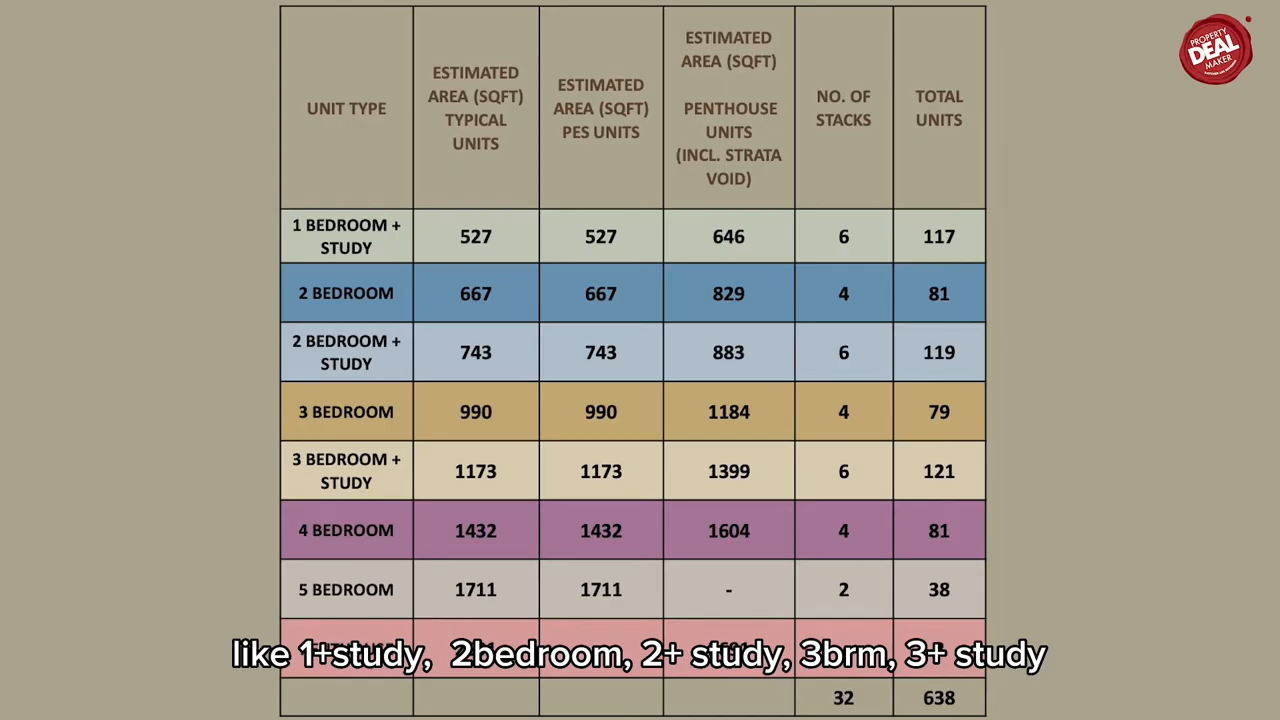 PROPERTY
DEAL
MAKER
UNIT TYPE
ESTIMATED
AREA (SQFT)
TYPICAL
UNITS
ESTIMATED
AREA (SQFT)
PES UNITS
ESTIMATED
AREA (SQFT)
PENTHOUSE
UNITS
(INCL. STRATA
VOID)
NO. OF
STACKS
TOTAL
UNITS
1 BEDROOM +
STUDY
527
527
646
6
117
2 BEDROOM
667
667
829
4
81
2 BEDROOM +
STUDY
743
743
883
6
119
3 BEDROOM
990
990
1184
4
79
3 BEDROOM +
STUDY
1173
1173
1399
6
121
4 BEDROOM
1432
1432
1604
4
81
5 BEDROOM
1711
1711
-
2
38
like 1+study, 2bedroom, 2+ study, 3brm, 3+ study
32
638